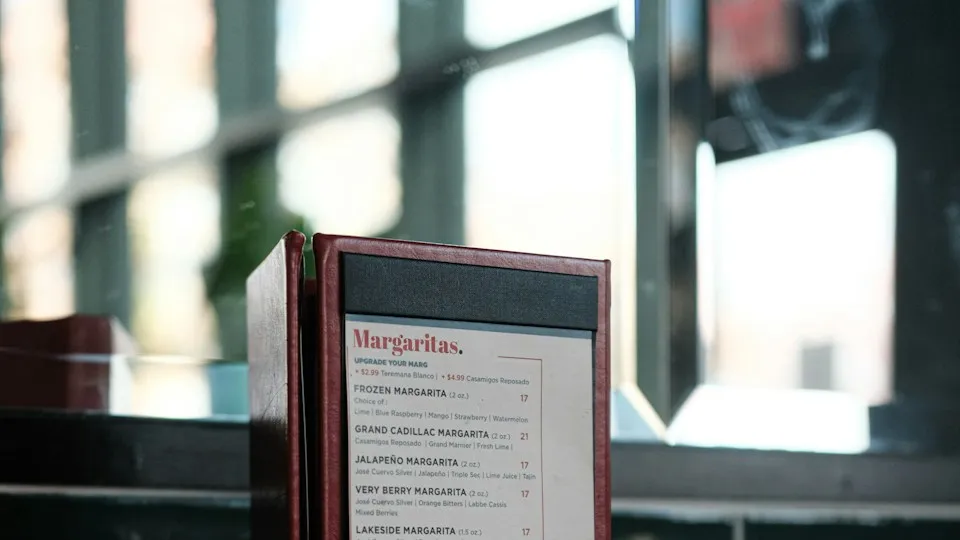 Margaritas.
UPGRADE YOUR MARG
+ $2.99 Teremana Blanco | + $4.99 Casamigos Reposado
FROZEN MARGARITA (2 oz.) 17
Choice of :
Lime | Blue Raspberry | Mango | Strawberry | Watermelon
GRAND CADILLAC MARGARITA (2 oz.) 21
Casamigos Reposado | Grand Marnier | Fresh Lime |
JALAPEÑO MARGARITA (2 oz.) 17
José Cuervo Silver | Jalapeño | Triple Sec | Lime Juice | Tajin
VERY BERRY MARGARITA (2 oz.) 17
José Cuervo Silver | Orange Bitters | Labbe Cassis
Mixed Berries
LAKESIDE MARGARITA (1.5 oz.) 17